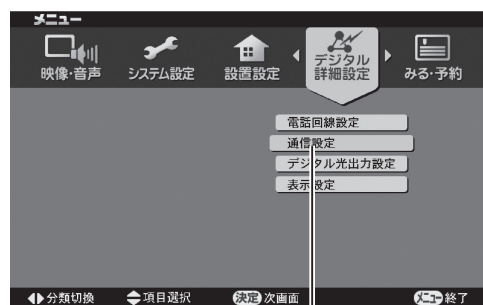 メニュー
映像・音声 システム設定 設置設定 デジタル詳細設定 みる・予約
電話回線設定
通信設定
デジタル光出力設定
表示設定
分類切換 項目選択 決定 次画面 メニュー 終了